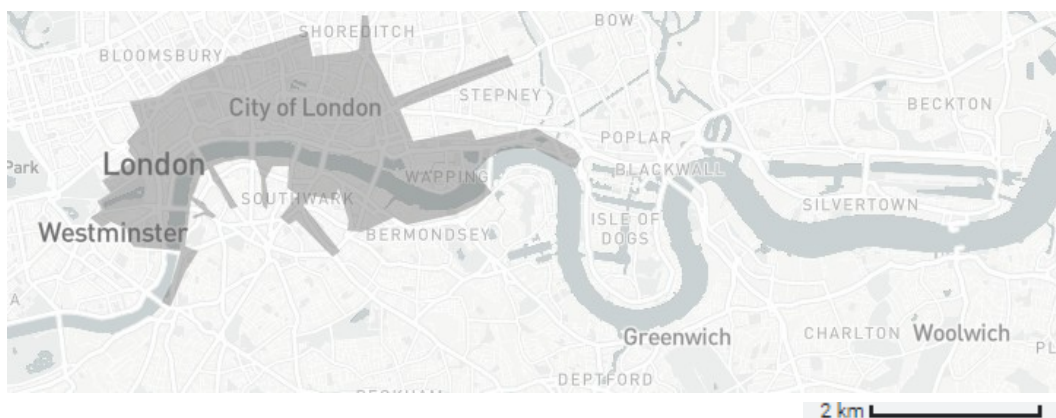 BOW
SHOREDITCH
BLOOMSBURY
STEPNEY
City of London
BECKTON
POPLAR
London
Park
BLACKWALL
WAPPING
SOUTHWARK
SILVERTOWN
ISLE OF
DOGS
Westminster
BERMONDSEY
A
Greenwich
CHARLTON
Woolwich
PL
DEPTFORD
2 km